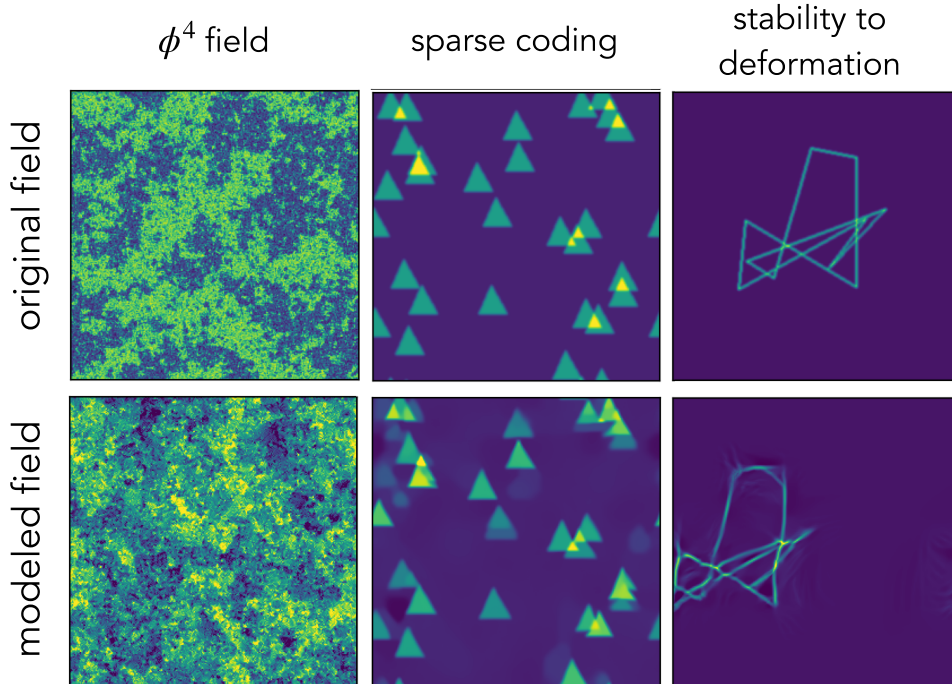 ϕ⁴ field
sparse coding
stability to
deformation
original field
modeled field